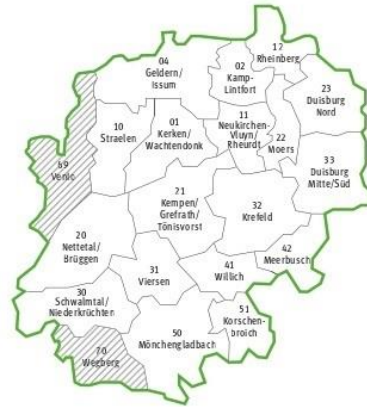 04
Geldern/
Issum
12
Rheinberg
02
Kamp-
Lintfort
23
Duisburg
Nord
10
Straelen
01
Kerken/
Wachtendonk
11
Neukirchen-
Vluyn/
Rheurdt
22
Moers
33
Duisburg
Mitte/Süd
69
Venlo
21
Kempen/
Grefrath/
Tönisvorst
32
Krefeld
20
Nettetal/
Brüggen
42
Meerbusch
31
Viersen
41
Willich
30
Schwalmtal/
Niederkrüchten
51
Korschen-
broich
50
Mönchengladbach
70
Wegberg